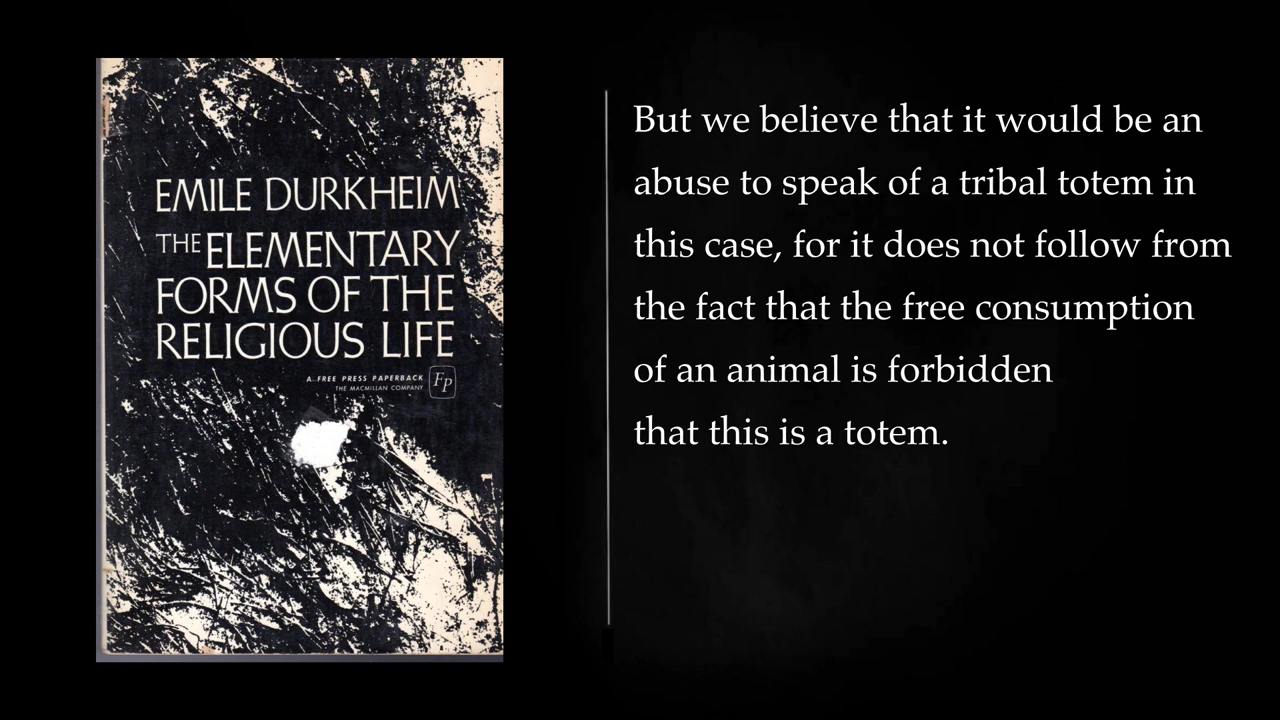 EMILE DURKHEIM
THE ELEMENTARY
FORMS OF THE
RELIGIOUS LIFE
A FREE PRESS PAPERBACK
THE MACMILLAN COMPANY
FP
But we believe that it would be an
abuse to speak of a tribal totem in
this case, for it does not follow from
the fact that the free consumption
of an animal is forbidden
that this is a totem.